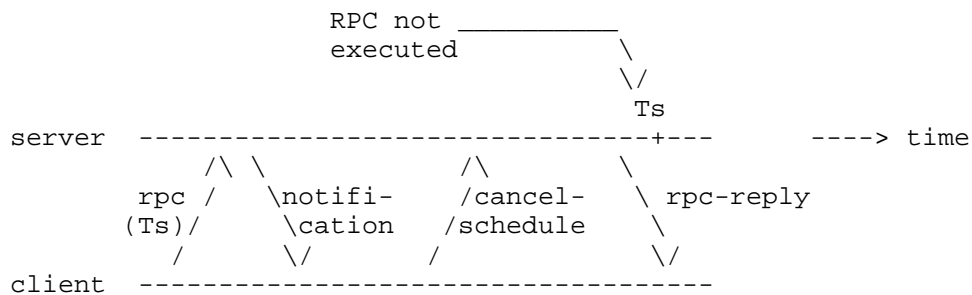 RPC not
executed
Ts
server ----> time
rpc notifi- cancel- rpc-reply
(Ts) cation schedule
client